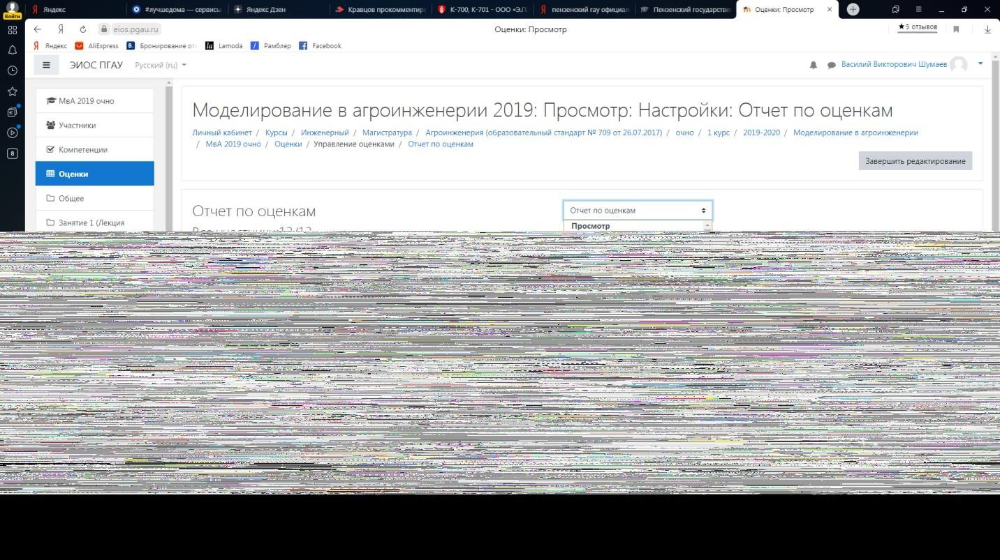 Яндекс #лучшедома — сервисы Яндекс Дзен Кравцов прокомментиро К-700, К-701 - ООО «Э.П. пензенский гау официал Пензенский государстве Оценки: Просмотр
Войти
eios.pgau.ru Оценки: Просмотр ★5 отзывов
Яндекс AliExpress Бронирование от Lamoda Рамблер Facebook
ЭИОС ПГАУ Русский (ru) Василий Викторович Шумаев
МвА 2019 очно
Участники
Компетенции
Оценки
Общее
Занятие 1 (Лекция
Моделирование в агроинженерии 2019: Просмотр: Настройки: Отчет по оценкам
Личный кабинет / Курсы / Инженерный / Магистратура / Агроинженерия (образовательный стандарт № 709 от 26.07.2017) / очно / 1 курс / 2019-2020 / Моделирование в агроинженерии
/ МвА 2019 очно / Оценки / Управление оценками / Отчет по оценкам
Завершить редактирование
Отчет по оценкам
Отчет по оценкам
Просмотр